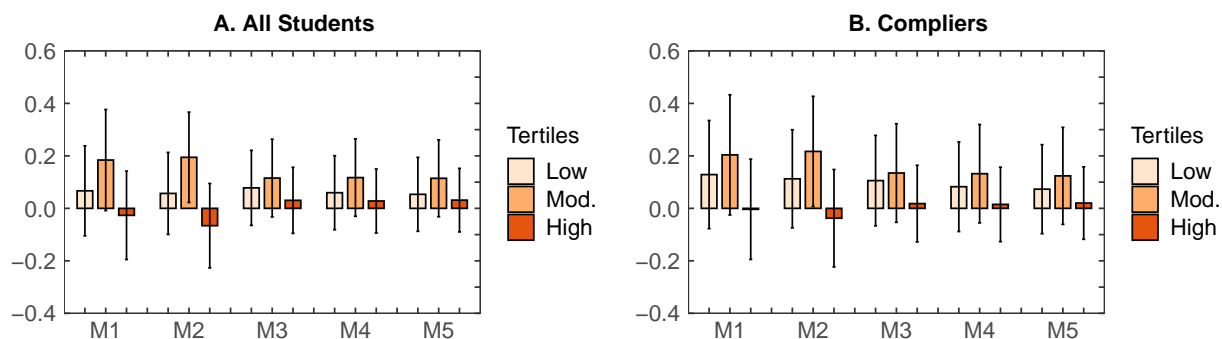 A. All Students
0.6
0.4
0.2
0.0
−0.2
−0.4
M1 M2 M3 M4 M5
Tertiles
Low
Mod.
High
B. Compliers
0.6
0.4
0.2
0.0
−0.2
−0.4
M1 M2 M3 M4 M5
Tertiles
Low
Mod.
High